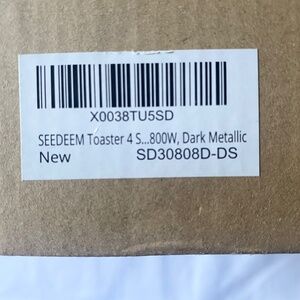 X0038TU5SD
SEEDEEM Toaster 4 S...800W, Dark Metallic
New SD30808D-DS